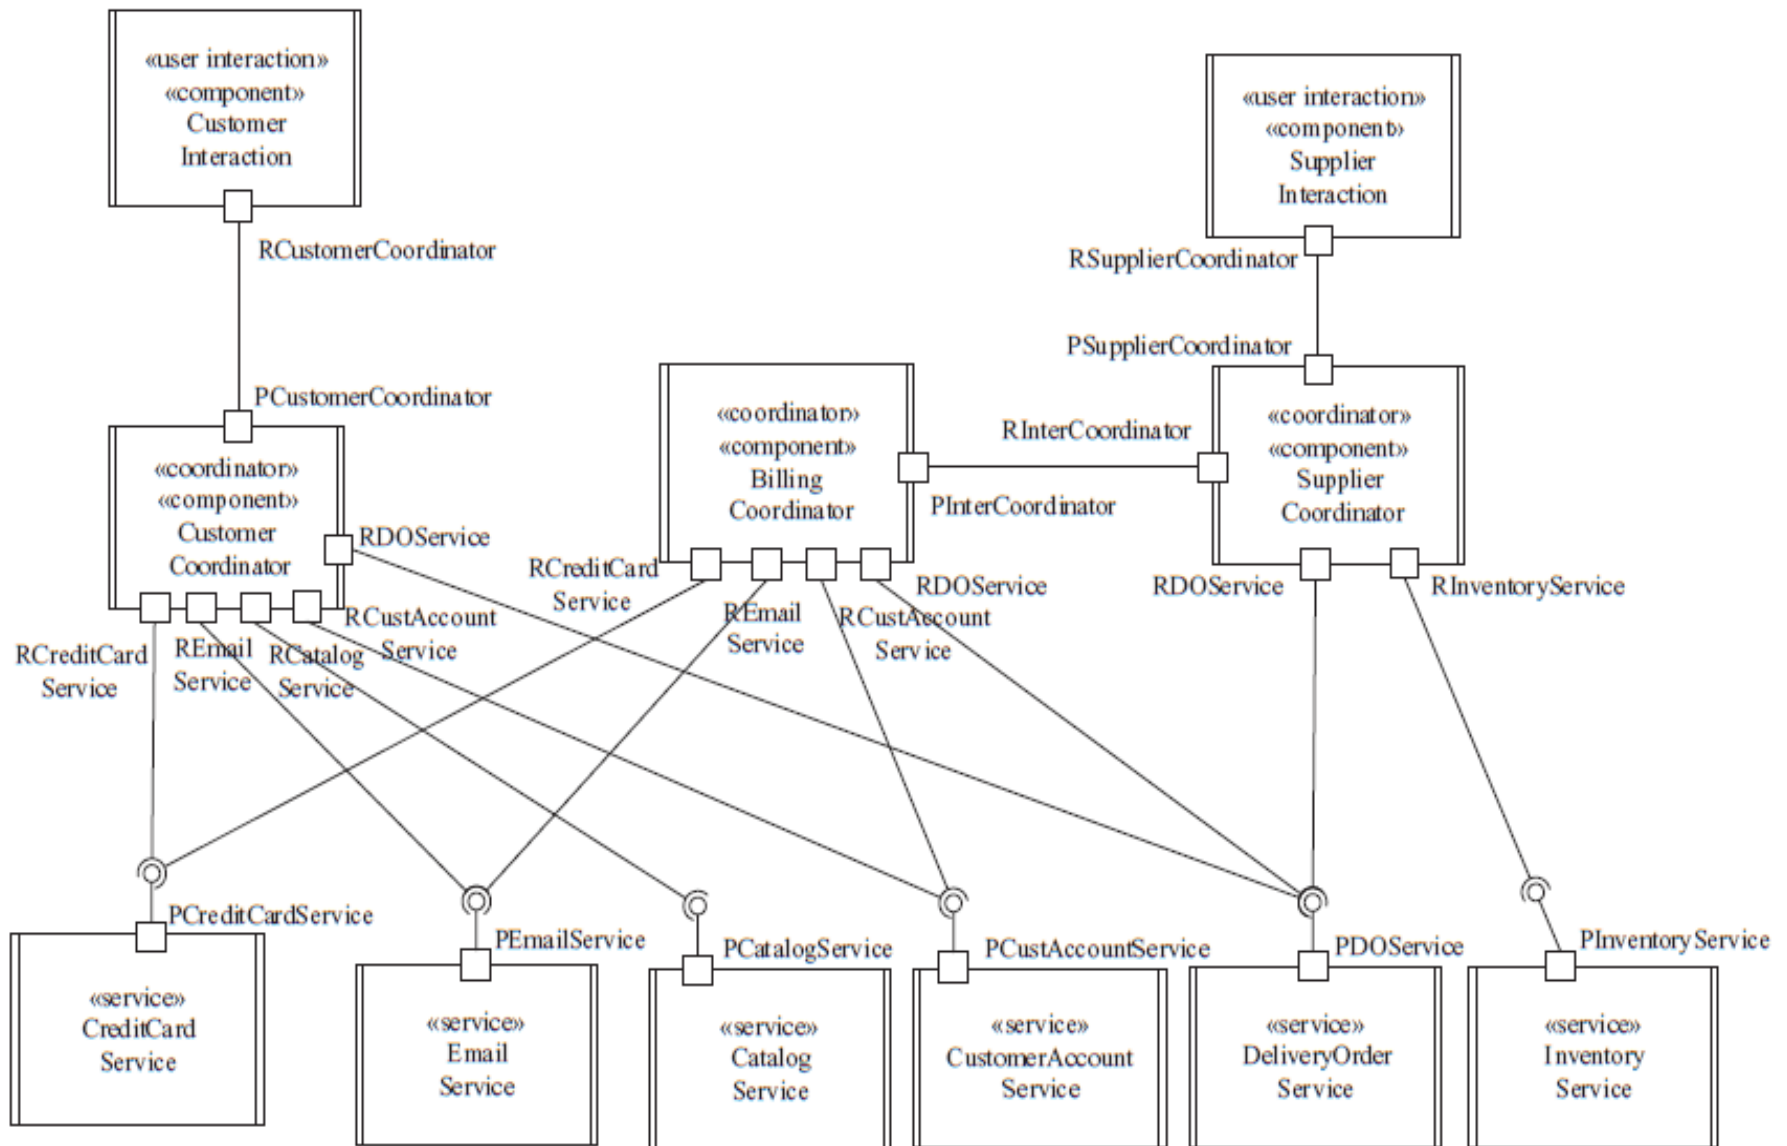 «user interaction»
«component»
Customer
Interaction
«user interaction»
«component»
Supplier
Interaction
RCustomerCoordinator
RSupplierCoordinator
PSupplierCoordinator
PCustomerCoordinator
«coordinator»
«component»
Billing
Coordinator
RInterCoordinator
PInterCoordinator
«coordinator»
«component»
Supplier
Coordinator
«coordinator»
«component»
Customer
Coordinator
RDOService
RCreditCard
Service
REmail
Service
RCustAccount
Service
RDOService
RDOService
RInventoryService
RCreditCard
Service
REmail
Service
RCatalog
Service
RCustAccount
Service
PCreditCardService
PEmailService
PCatalogService
PCustAccountService
PDOService
PInventoryService
«service»
CreditCard
Service
«service»
Email
Service
«service»
Catalog
Service
«service»
CustomerAccount
Service
«service»
DeliveryOrder
Service
«service»
Inventory
Service